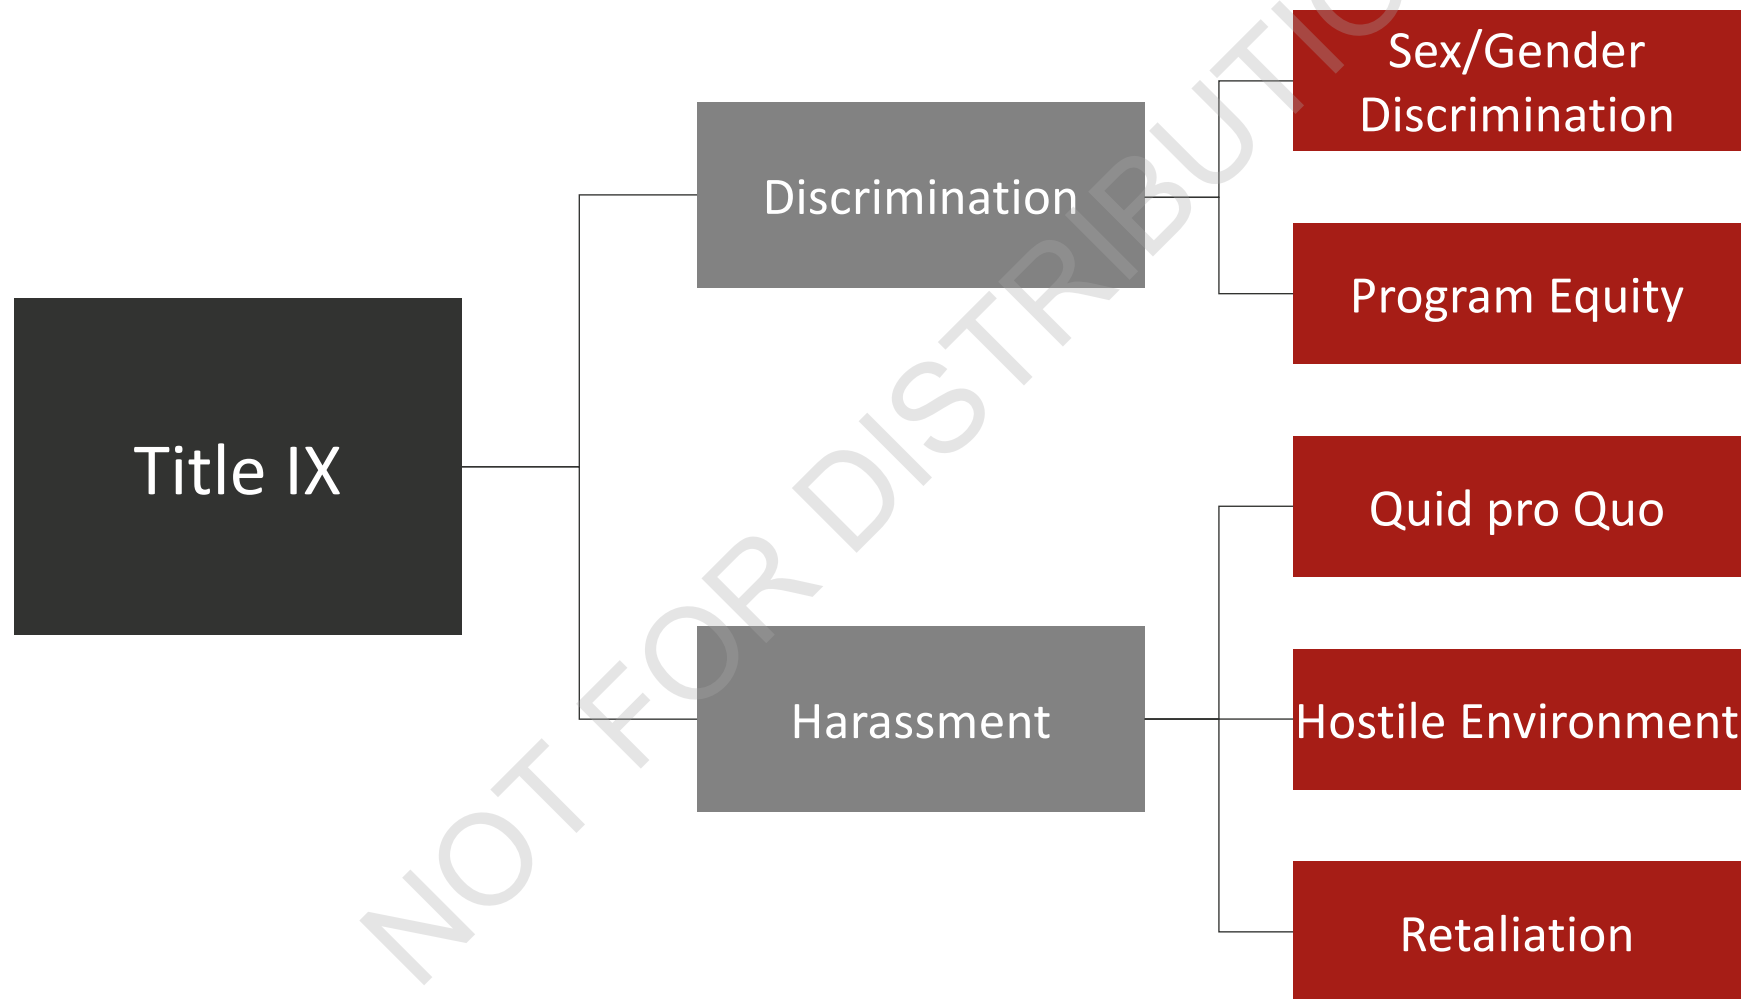 Title IX
Discrimination
Harassment
Sex/Gender
Discrimination
Program Equity
Quid pro Quo
Hostile Environment
Retaliation
NOT FOR DISTRIBUTIO